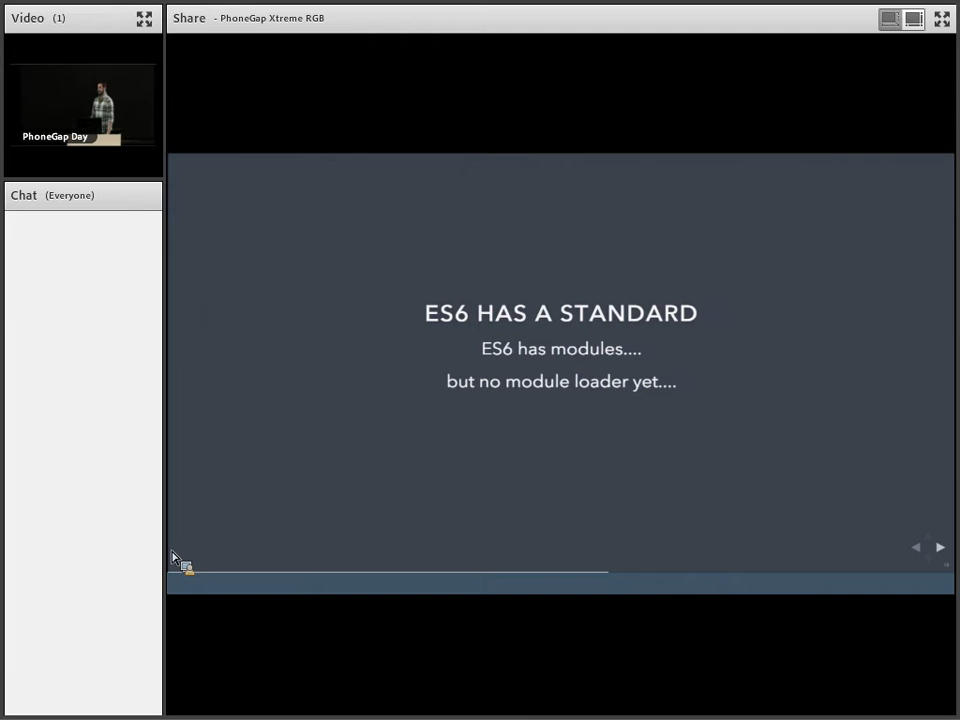 Video (1)
Share - PhoneGap Xtreme RGB
PhoneGap Day
Chat (Everyone)
ES6 HAS A STANDARD
ES6 has modules....
but no module loader yet....